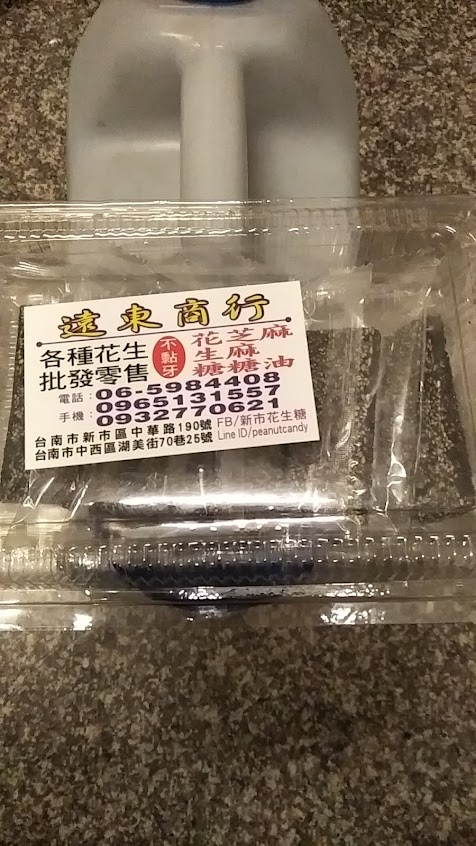 遠東商行
各種花生
批發零售
不黏牙
花芝麻
生麻
糖糖油
電話：06-5984408
手機：0965131557
0932770621
台南市新市區中華路190號
台南市中西區湖美街70巷25號
FB/新市花生糖
Line ID/peanutcandy